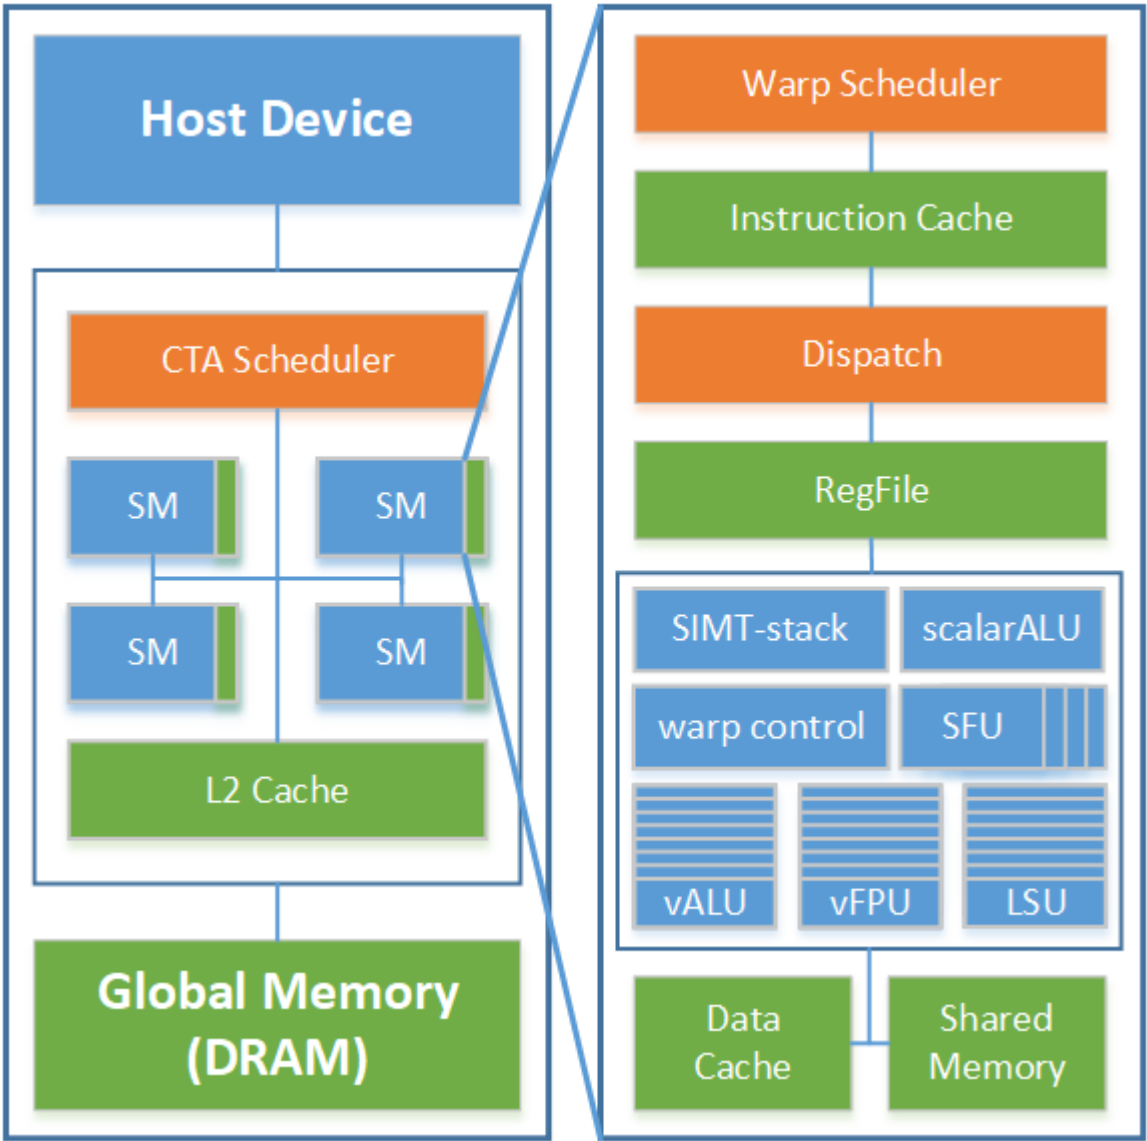 Host Device
CTA Scheduler
SM
SM
SM
SM
L2 Cache
Global Memory
(DRAM)
Warp Scheduler
Instruction Cache
Dispatch
RegFile
SIMT-stack
scalarALU
warp control
SFU
vALU
vFPU
LSU
Data
Cache
Shared
Memory